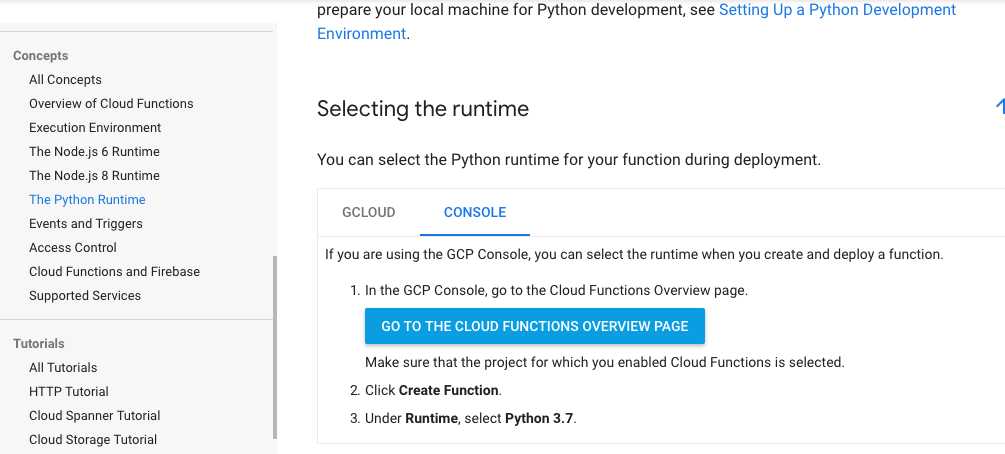 prepare your local machine for Python development, see Setting Up a Python Development
Environment.
Concepts
All Concepts
Overview of Cloud Functions
Execution Environment
The Node.js 6 Runtime
The Node.js 8 Runtime
The Python Runtime
Events and Triggers
Access Control
Cloud Functions and Firebase
Supported Services
Tutorials
All Tutorials
HTTP Tutorial
Cloud Spanner Tutorial
Cloud Storage Tutorial
Selecting the runtime
You can select the Python runtime for your function during deployment.
GCLOUD CONSOLE
If you are using the GCP Console, you can select the runtime when you create and deploy a function.
1. In the GCP Console, go to the Cloud Functions Overview page.
GO TO THE CLOUD FUNCTIONS OVERVIEW PAGE
Make sure that the project for which you enabled Cloud Functions is selected.
2. Click Create Function.
3. Under Runtime, select Python 3.7.